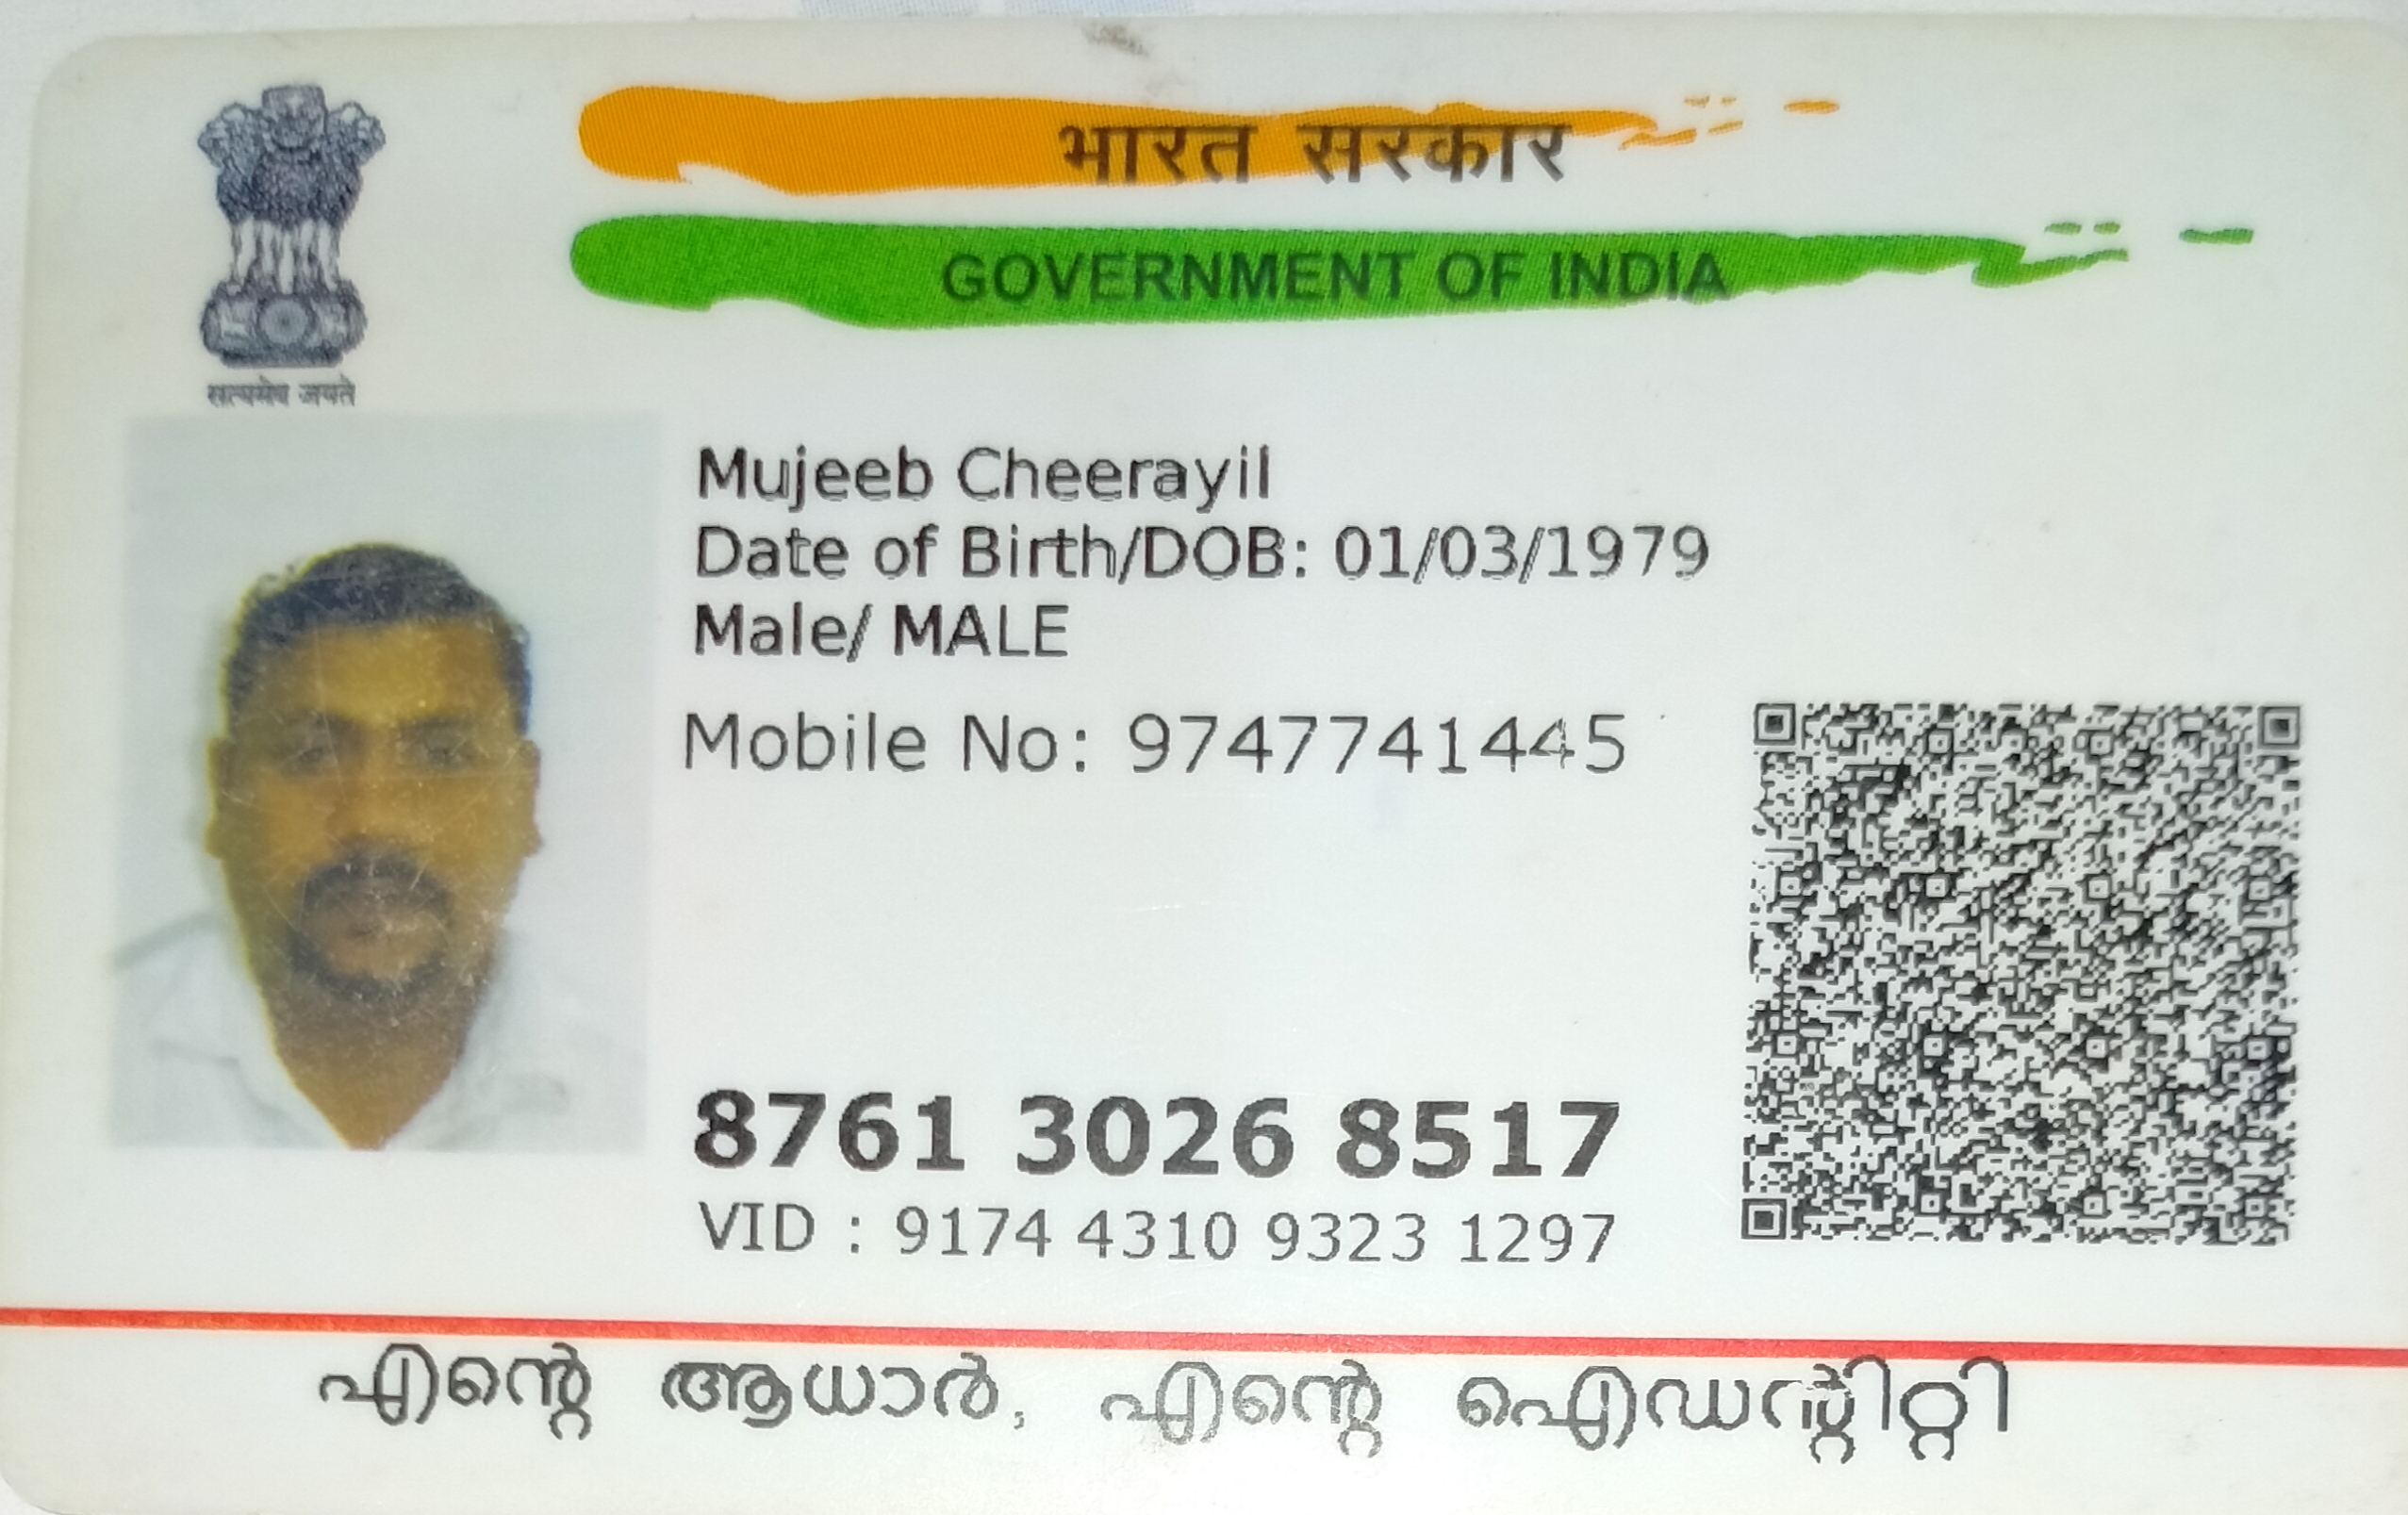 भारत सरकार
GOVERNMENT OF INDIA
सत्यमेव जयते
Mujeeb Cheerayil
Date of Birth/DOB: 01/03/1979
Male/ MALE
Mobile No: 9747741445
8761 3026 8517
VID : 9174 4310 9323 1297
എന്റെ ആധാർ, എന്റെ ഐഡന്റിറ്റി